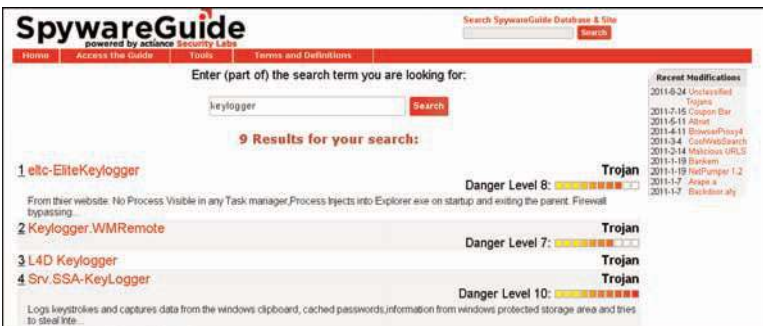 SpywareGuide
powered by actiance Security Labs
Search SpywareGuide Database & Site
Search
Home Access the Guide Tools Terms and Definitions
Enter (part of) the search term you are looking for:
keylogger Search
9 Results for your search:
1 eltc-EliteKeylogger Trojan
Danger Level 8:
From thier website: No Process Visible in any Task manager,Process Injects into Explorer.exe on startup and exiting the parent. Firewall
bypassing...
2 Keylogger.WMRemote Trojan
Danger Level 7:
3 L4D Keylogger Trojan
4 Srv.SSA-KeyLogger Trojan
Danger Level 10:
Logs keystrokes and captures data from the windows clipboard, cached passwords,information from windows protected storage area and tries
to steal Inte...
Recent Modifications
2011-8-24 Unclassified
Trojans
2011-7-15 Coupon Bar
2011-5-11 Altnet
2011-4-11 BrowserProxy4
2011-3-4 CoolWebSearch
2011-2-14 Malicious URLS
2011-1-19 Bankem
2011-1-19 NetPumper 1.2
2011-1-7
2011-1-7 Backdoor.aly